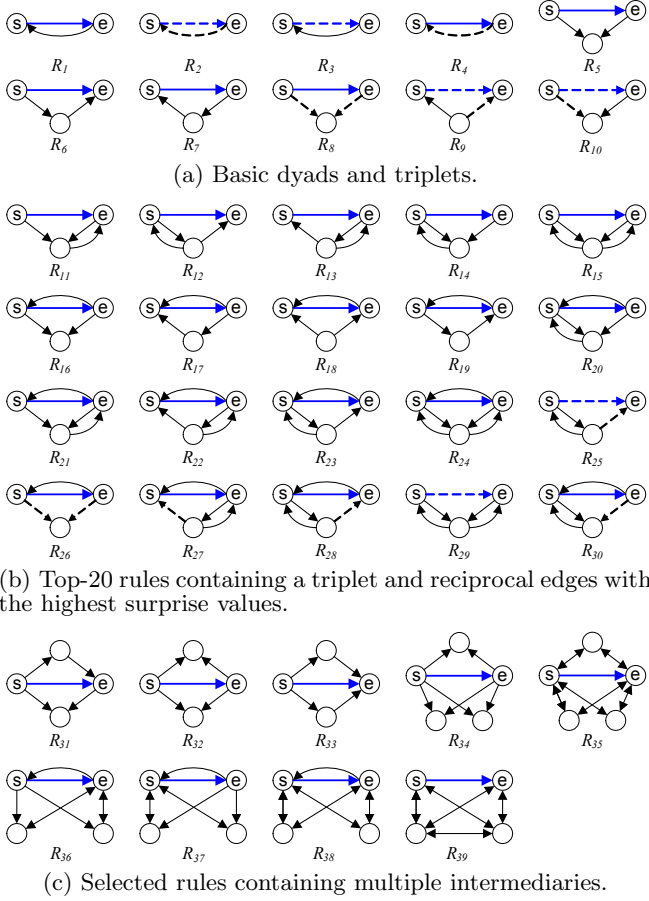 s e s e s e s e s e
R1 R2 R3 R4 R5
s e s e s e s e s e
R6 R7 R8 R9 R10
(a) Basic dyads and triplets.
s e s e s e s e s e
R11 R12 R13 R14 R15
s e s e s e s e s e
R16 R17 R18 R19 R20
s e s e s e s e s e
R21 R22 R23 R24 R25
s e s e s e s e s e
R26 R27 R28 R29 R30
(b) Top-20 rules containing a triplet and reciprocal edges with
the highest surprise values.
s e s e s e s e s e
R31 R32 R33 R34 R35
s e s e s e s e
R36 R37 R38 R39
(c) Selected rules containing multiple intermediaries.